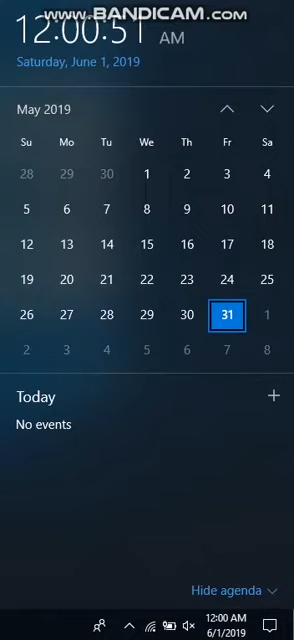 www.BANDICAM.com
12:00:51 AM
Saturday, June 1, 2019
May 2019
Su Mo Tu We Th Fr Sa
28 29 30 1 2 3 4
5 6 7 8 9 10 11
12 13 14 15 16 17 18
19 20 21 22 23 24 25
26 27 28 29 30 31 1
2 3 4 5 6 7 8
Today
No events
Hide agenda
12:00 AM
6/1/2019